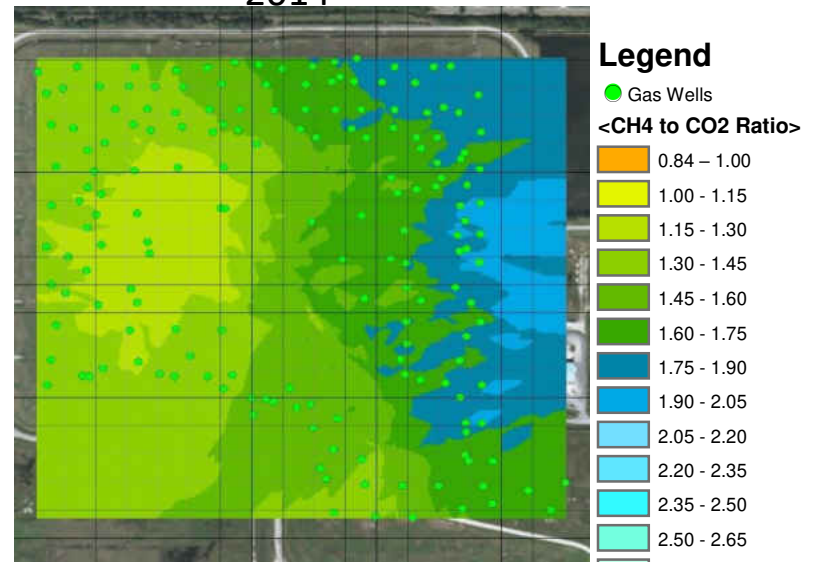 2014
Legend
Gas Wells
<CH4 to CO2 Ratio>
0.84 – 1.00
1.00 - 1.15
1.15 - 1.30
1.30 - 1.45
1.45 - 1.60
1.60 - 1.75
1.75 - 1.90
1.90 - 2.05
2.05 - 2.20
2.20 - 2.35
2.35 - 2.50
2.50 - 2.65